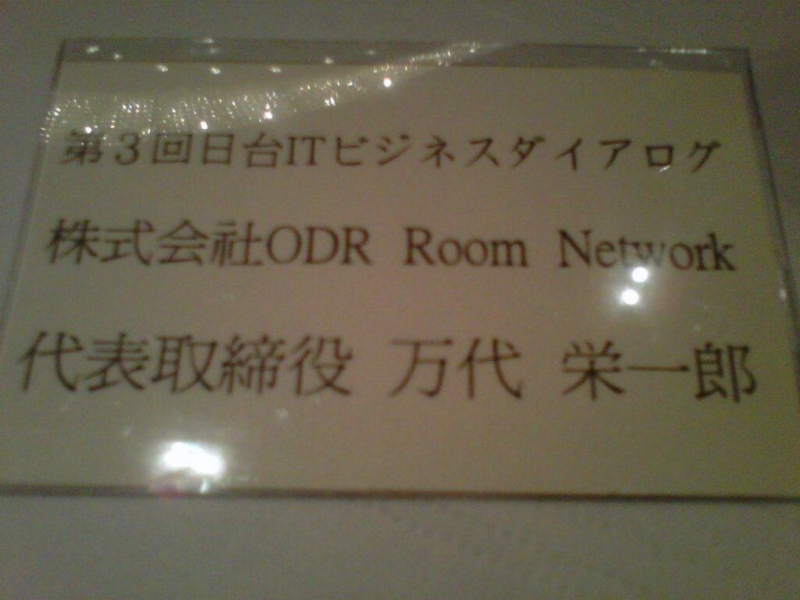 第３回日台ITビジネスダイアログ
株式会社ODR Room Network
代表取締役 万代 栄一郎